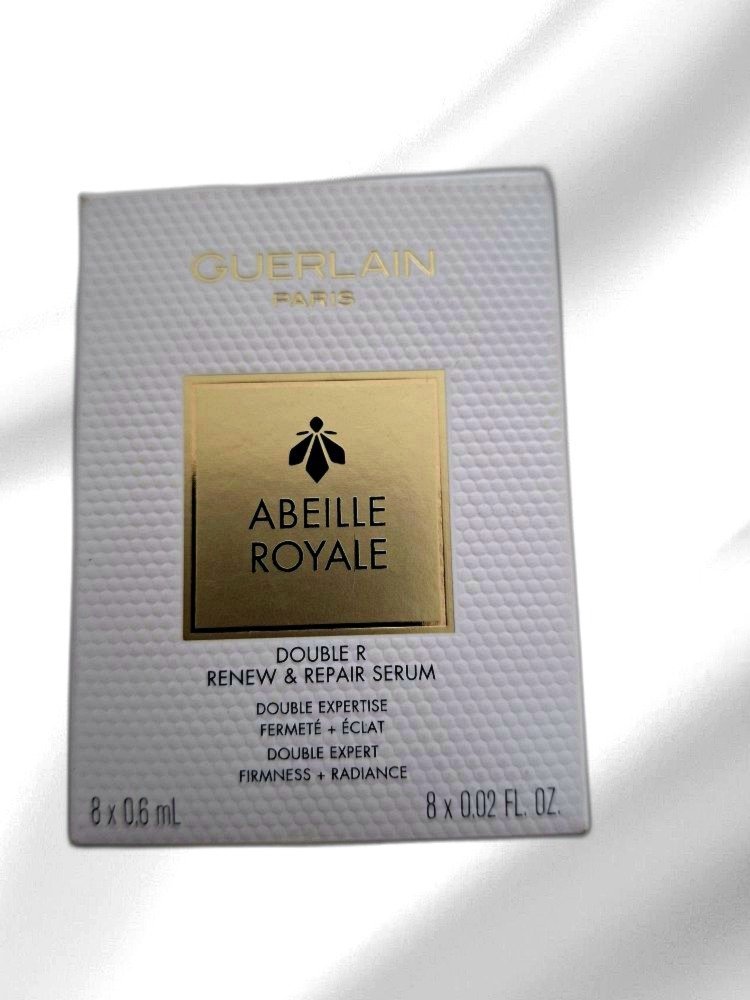 GUERLAIN
PARIS
ABEILLE
ROYALE
DOUBLE R
RENEW & REPAIR SERUM
DOUBLE EXPERTISE
FERMETÉ + ÉCLAT
DOUBLE EXPERT
FIRMNESS + RADIANCE
8 x 0.6 mL
8 x 0.02 FL. OZ.